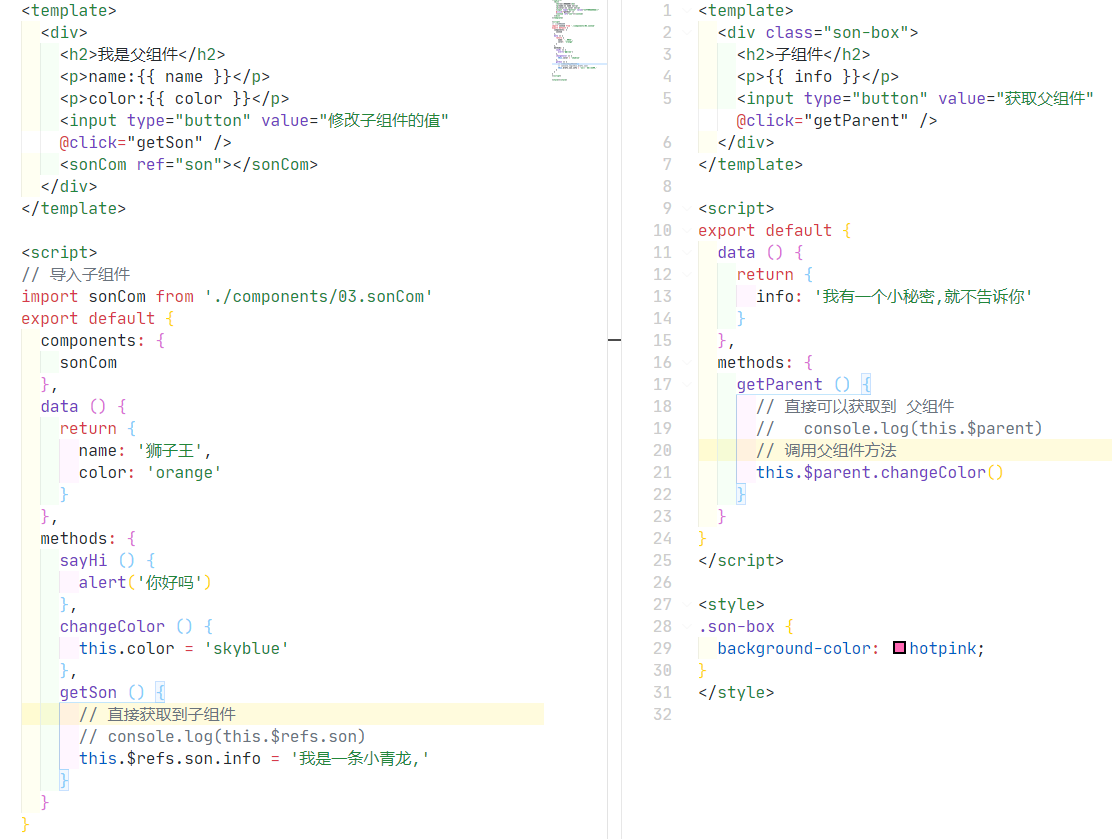 <template>
<div>
<h2>我是父组件</h2>
<p>name:{{ name }}</p>
<p>color:{{ color }}</p>
<input type="button" value="修改子组件的值"
@click="getSon" />
<sonCom ref="son"></sonCom>
</div>
</template>

<script>
// 导入子组件
import sonCom from './components/03.sonCom'
export default {
components: {
sonCom
},
data () {
return {
name: '狮子王',
color: 'orange'
}
},
methods: {
sayHi () {
alert('你好吗')
},
changeColor () {
this.color = 'skyblue'
},
getSon () {
// 直接获取到子组件
// console.log(this.$refs.son)
this.$refs.son.info = '我是一条小青龙,'
}
}
}
1 <template>
2 <div class="son-box">
3 <h2>子组件</h2>
4 <p>{{ info }}</p>
5 <input type="button" value="获取父组件"
@click="getParent" />
6 </div>
7 </template>
8
9 <script>
10 export default {
11 data () {
12 return {
13 info: '我有一个小秘密,就不告诉你'
14 }
15 },
16 methods: {
17 getParent () {
18 // 直接可以获取到 父组件
19 //   console.log(this.$parent)
20 // 调用父组件方法
21 this.$parent.changeColor()
22 }
23 }
24 }
25 </script>
26
27 <style>
28 .son-box {
29 background-color: hotpink;
30 }
31 </style>
32